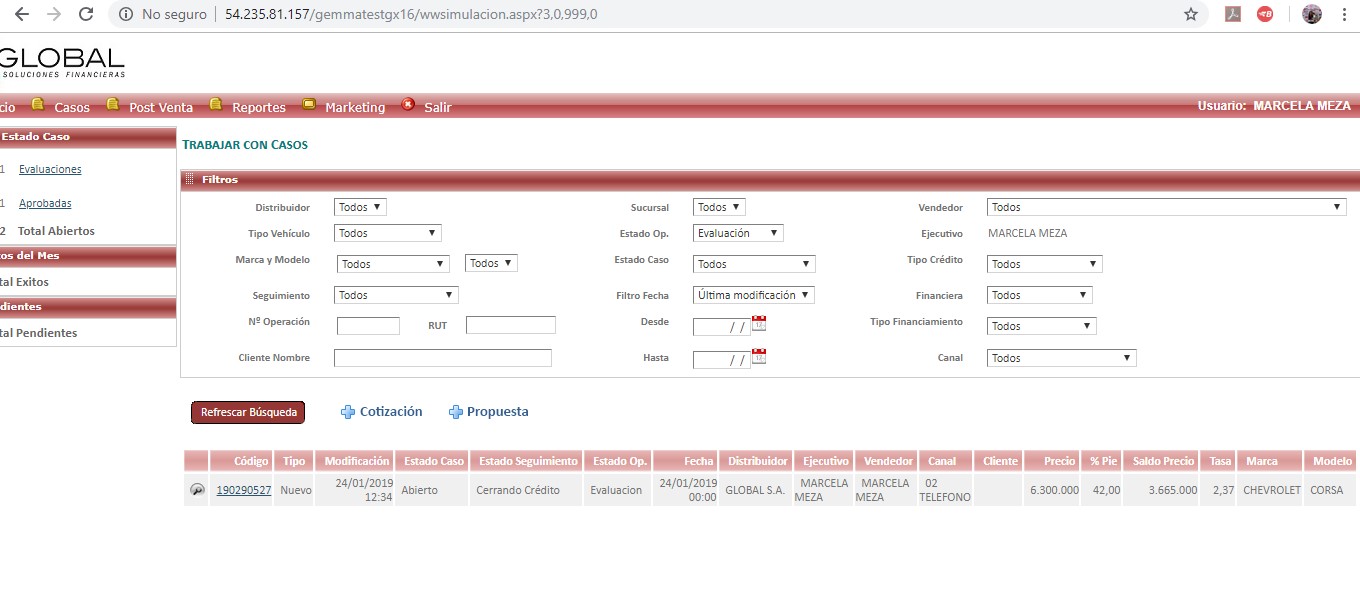 No seguro | 54.235.81.157/gemmatestgx16/wwsimulacion.aspx?3,0,999,0
GLOBAL
SOLUCIONES FINANCIERAS
cio Casos Post Venta Reportes Marketing Salir Usuario: MARCELA MEZA
Estado Caso
1 Evaluaciones
1 Aprobadas
2 Total Abiertos
os del Mes
tal Exitos
dientes
tal Pendientes
TRABAJAR CON CASOS
Filtros
Distribuidor Todos Sucursal Todos Vendedor Todos
Tipo Vehículo Todos Estado Op. Evaluación Ejecutivo MARCELA MEZA
Marca y Modelo Todos Todos Estado Caso Todos Tipo Crédito Todos
Seguimiento Todos Filtro Fecha Última modificación Financiera Todos
Nº Operación RUT Desde / / Tipo Financiamiento Todos
Cliente Nombre Hasta / / Canal Todos
Refrescar Búsqueda Cotización Propuesta
Código Tipo Modificación Estado Caso Estado Seguimiento Estado Op. Fecha Distribuidor Ejecutivo Vendedor Canal Cliente Precio % Pie Saldo Precio Tasa Marca Modelo
190290527 Nuevo 24/01/2019 12:34 Abierto Cerrando Crédito Evaluacion 24/01/2019 00:00 GLOBAL S.A. MARCELA MEZA MARCELA MEZA 02 TELEFONO 6.300.000 42,00 3.665.000 2,37 CHEVROLET CORSA